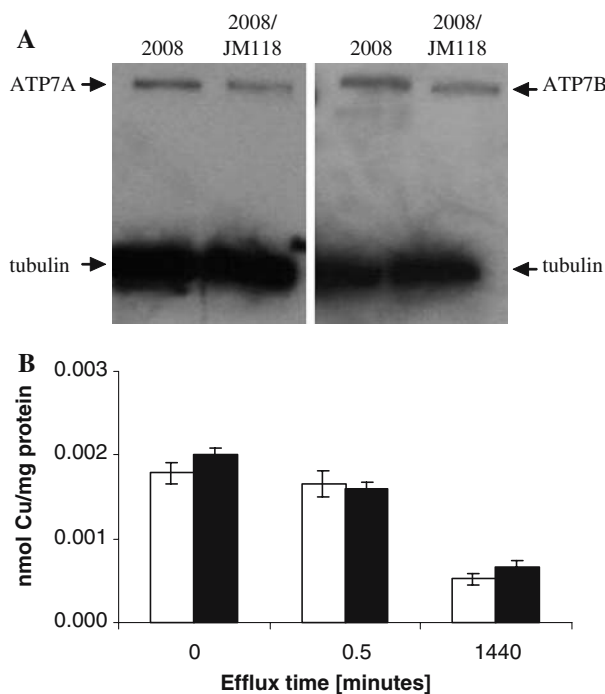 A
2008
2008/
JM118
2008
2008/
JM118
ATP7A
ATP7B
tubulin
tubulin
B
nmol Cu/mg protein
0.003
0.002
0.001
0.000
0
0.5
1440
Efflux time [minutes]